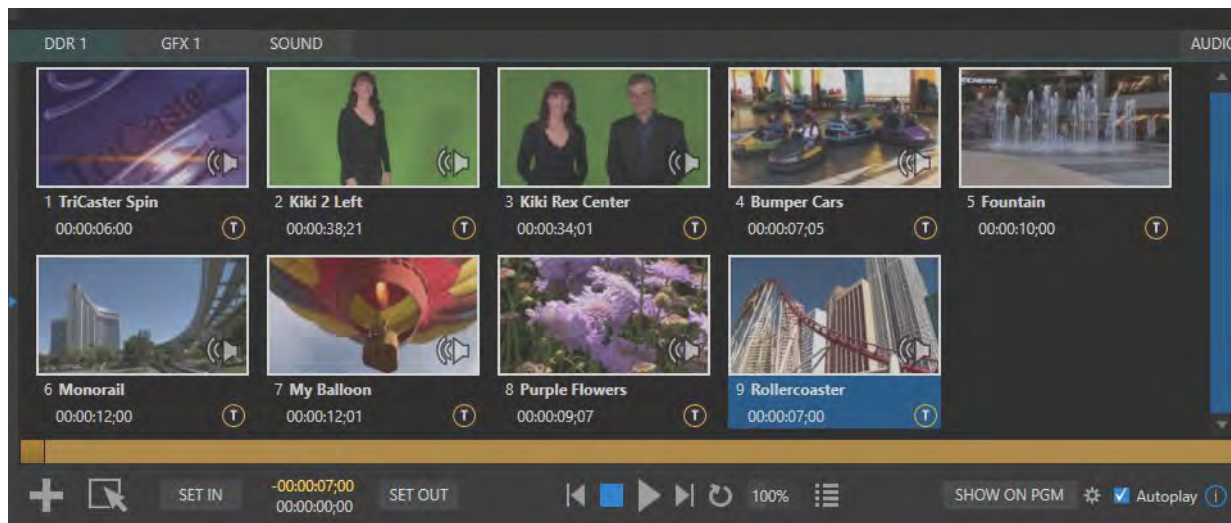 DDR 1 GFX 1 SOUND AUDIO
1 TriCaster Spin 2 Kiki 2 Left 3 Kiki Rex Center 4 Bumper Cars 5 Fountain
00:00:06:00 T 00:00:38;21 T 00:00:34;01 T 00:00:07,05 T 00:00:10;00 T
6 Monorail 7 My Balloon 8 Purple Flowers 9 Rollercoaster
00:00:12;00 T 00:00:12;01 T 00:00:09;07 T 00:00:07;00 T
SET IN -00:00:07;00 SET OUT 100% SHOW ON PGM Autoplay i
00:00:00;00